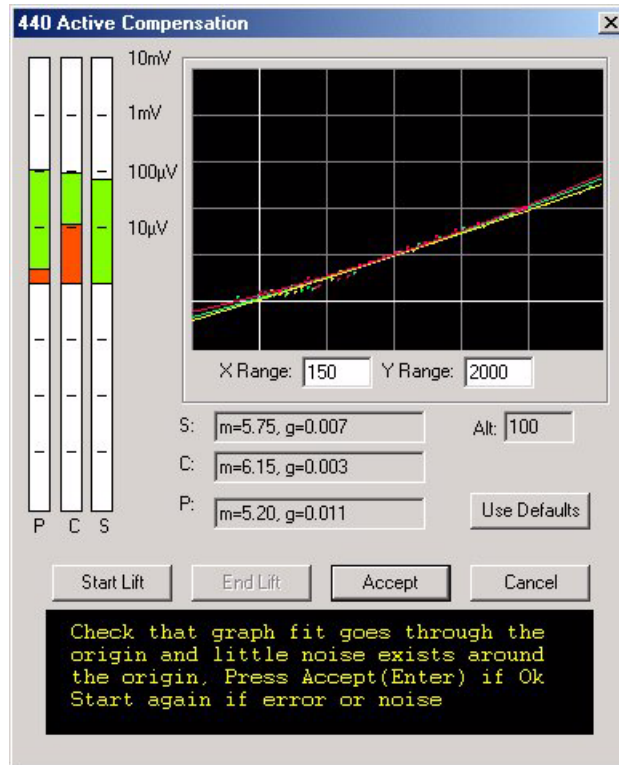 440 Active Compensation
10mV
1mV
100µV
10µV
P C S
X Range: 150 Y Range: 2000
S: m=5.75, g=0.007 Alt: 100
C: m=6.15, g=0.003
P: m=5.20, g=0.011
Use Defaults
Start Lift End Lift Accept Cancel
Check that graph fit goes through the
origin and little noise exists around
the origin, Press Accept(Enter) if Ok
Start again if error or noise